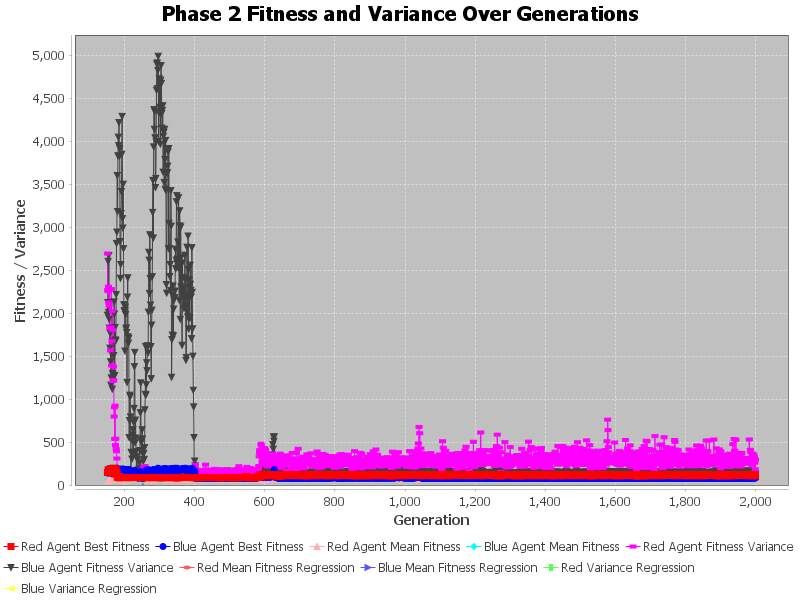 Phase 2 Fitness and Variance Over Generations
5,000
4,500
4,000
3,500
3,000
2,500
2,000
1,500
1,000
500
0
Fitness / Variance
200 400 600 800 1,000 1,200 1,400 1,600 1,800 2,000
Generation
Red Agent Best Fitness Blue Agent Best Fitness Red Agent Mean Fitness Blue Agent Mean Fitness Red Agent Fitness Variance
Blue Agent Fitness Variance Red Mean Fitness Regression Blue Mean Fitness Regression Red Variance Regression
Blue Variance Regression